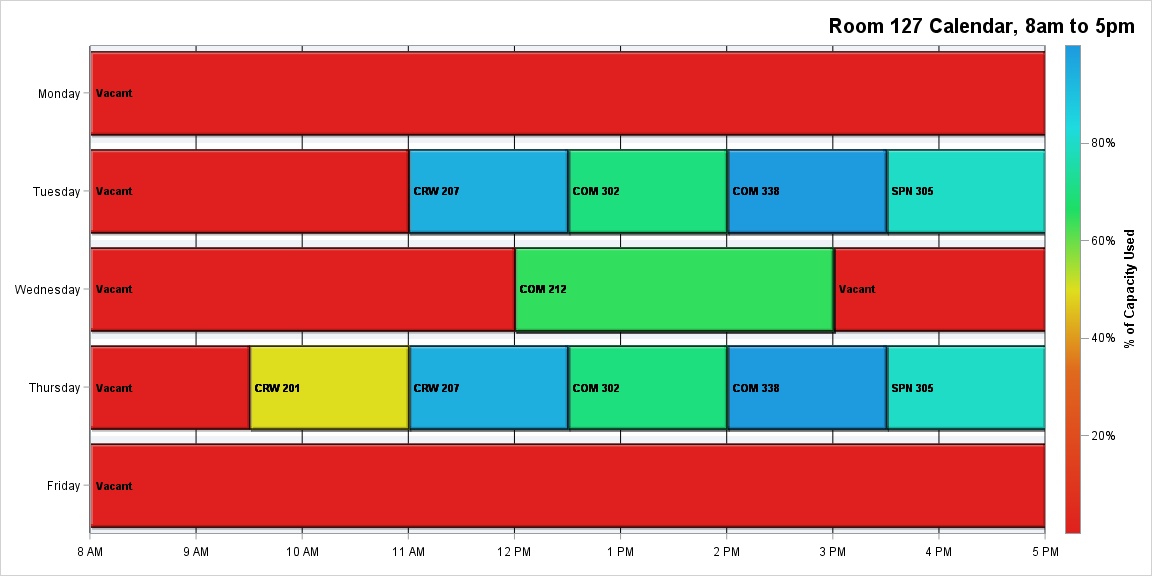 Room 127 Calendar, 8am to 5pm
Monday
Vacant
Tuesday
Vacant
CRW 207
COM 302
COM 338
SPN 305
Wednesday
Vacant
COM 212
Vacant
Thursday
Vacant
CRW 201
CRW 207
COM 302
COM 338
SPN 305
Friday
Vacant
8 AM
9 AM
10 AM
11 AM
12 PM
1 PM
2 PM
3 PM
4 PM
5 PM
80%
60%
40%
20%
% of Capacity Used